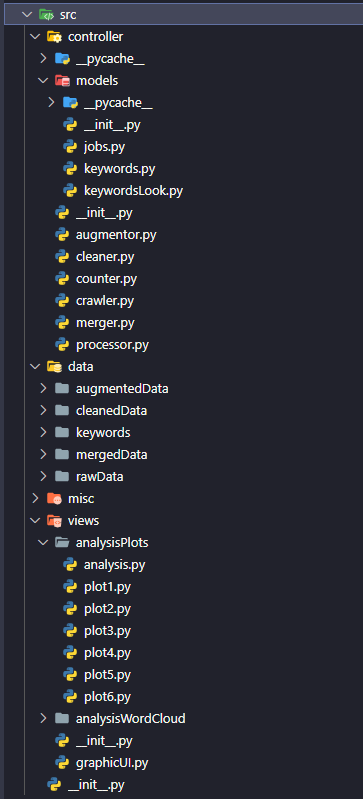 src
controller
__pycache__
models
__pycache__
__init__.py
jobs.py
keywords.py
keywordsLook.py
__init__.py
augmentor.py
cleaner.py
counter.py
crawler.py
merger.py
processor.py
data
augmentedData
cleanedData
keywords
mergedData
rawData
misc
views
analysisPlots
analysis.py
plot1.py
plot2.py
plot3.py
plot4.py
plot5.py
plot6.py
analysisWordCloud
__init__.py
graphicUI.py
__init__.py